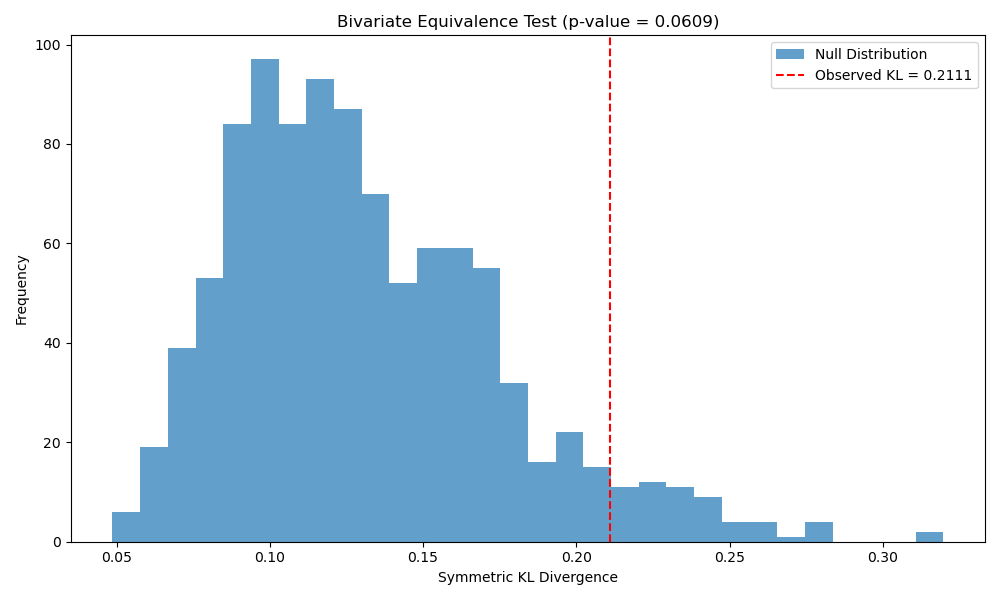 Bivariate Equivalence Test (p-value = 0.0609)
Null Distribution
Observed KL = 0.2111
Frequency
100
80
60
40
20
0
0.05 0.10 0.15 0.20 0.25 0.30
Symmetric KL Divergence